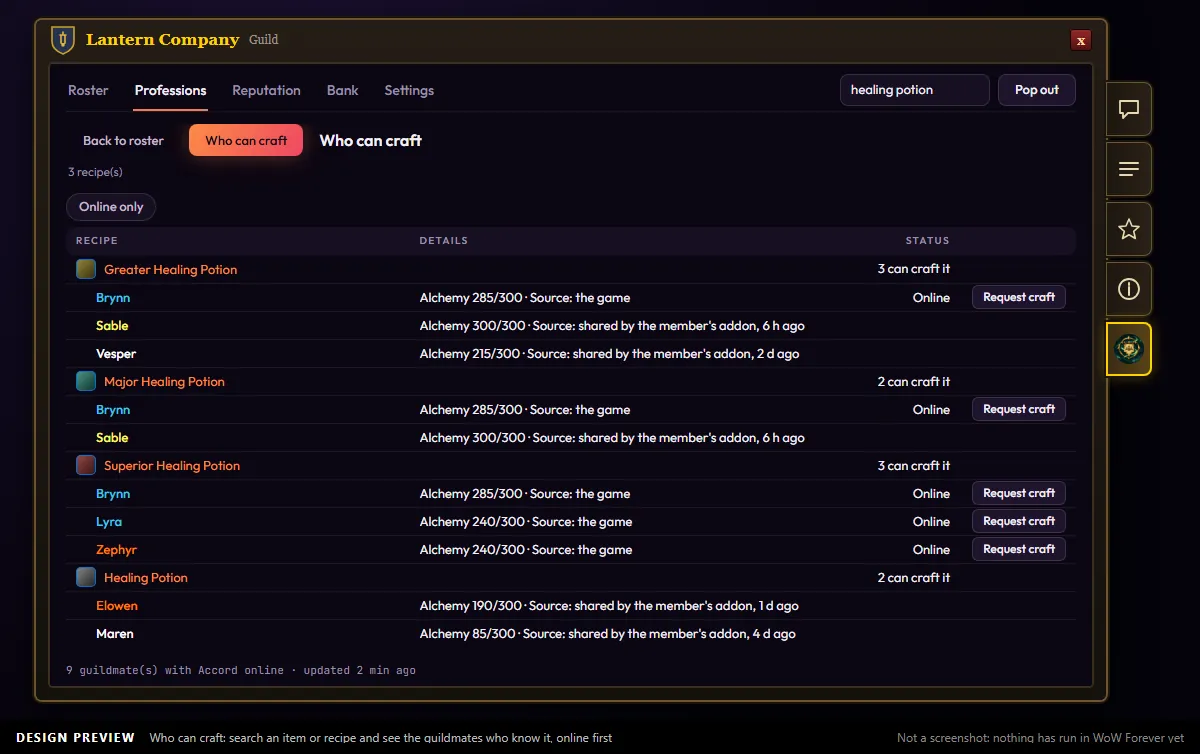 Lantern Company Guild x
Roster Professions Reputation Bank Settings healing potion Pop out
Back to roster Who can craft Who can craft
3 recipe(s)
Online only
RECIPE DETAILS STATUS
Greater Healing Potion 3 can craft it
Brynn Alchemy 285/300 · Source: the game Online Request craft
Sable Alchemy 300/300 · Source: shared by the member's addon, 6 h ago
Vesper Alchemy 215/300 · Source: shared by the member's addon, 2 d ago
Major Healing Potion 2 can craft it
Brynn Alchemy 285/300 · Source: the game Online Request craft
Sable Alchemy 300/300 · Source: shared by the member's addon, 6 h ago
Superior Healing Potion 3 can craft it
Brynn Alchemy 285/300 · Source: the game Online Request craft
Lyra Alchemy 240/300 · Source: the game Online Request craft
Zephyr Alchemy 240/300 · Source: the game Online Request craft
Healing Potion 2 can craft it
Elowen Alchemy 190/300 · Source: shared by the member's addon, 1 d ago
Maren Alchemy 85/300 · Source: shared by the member's addon, 4 d ago
9 guildmate(s) with Accord online · updated 2 min ago
DESIGN PREVIEW Who can craft: search an item or recipe and see the guildmates who know it, online first Not a screenshot: nothing has run in WoW Forever yet